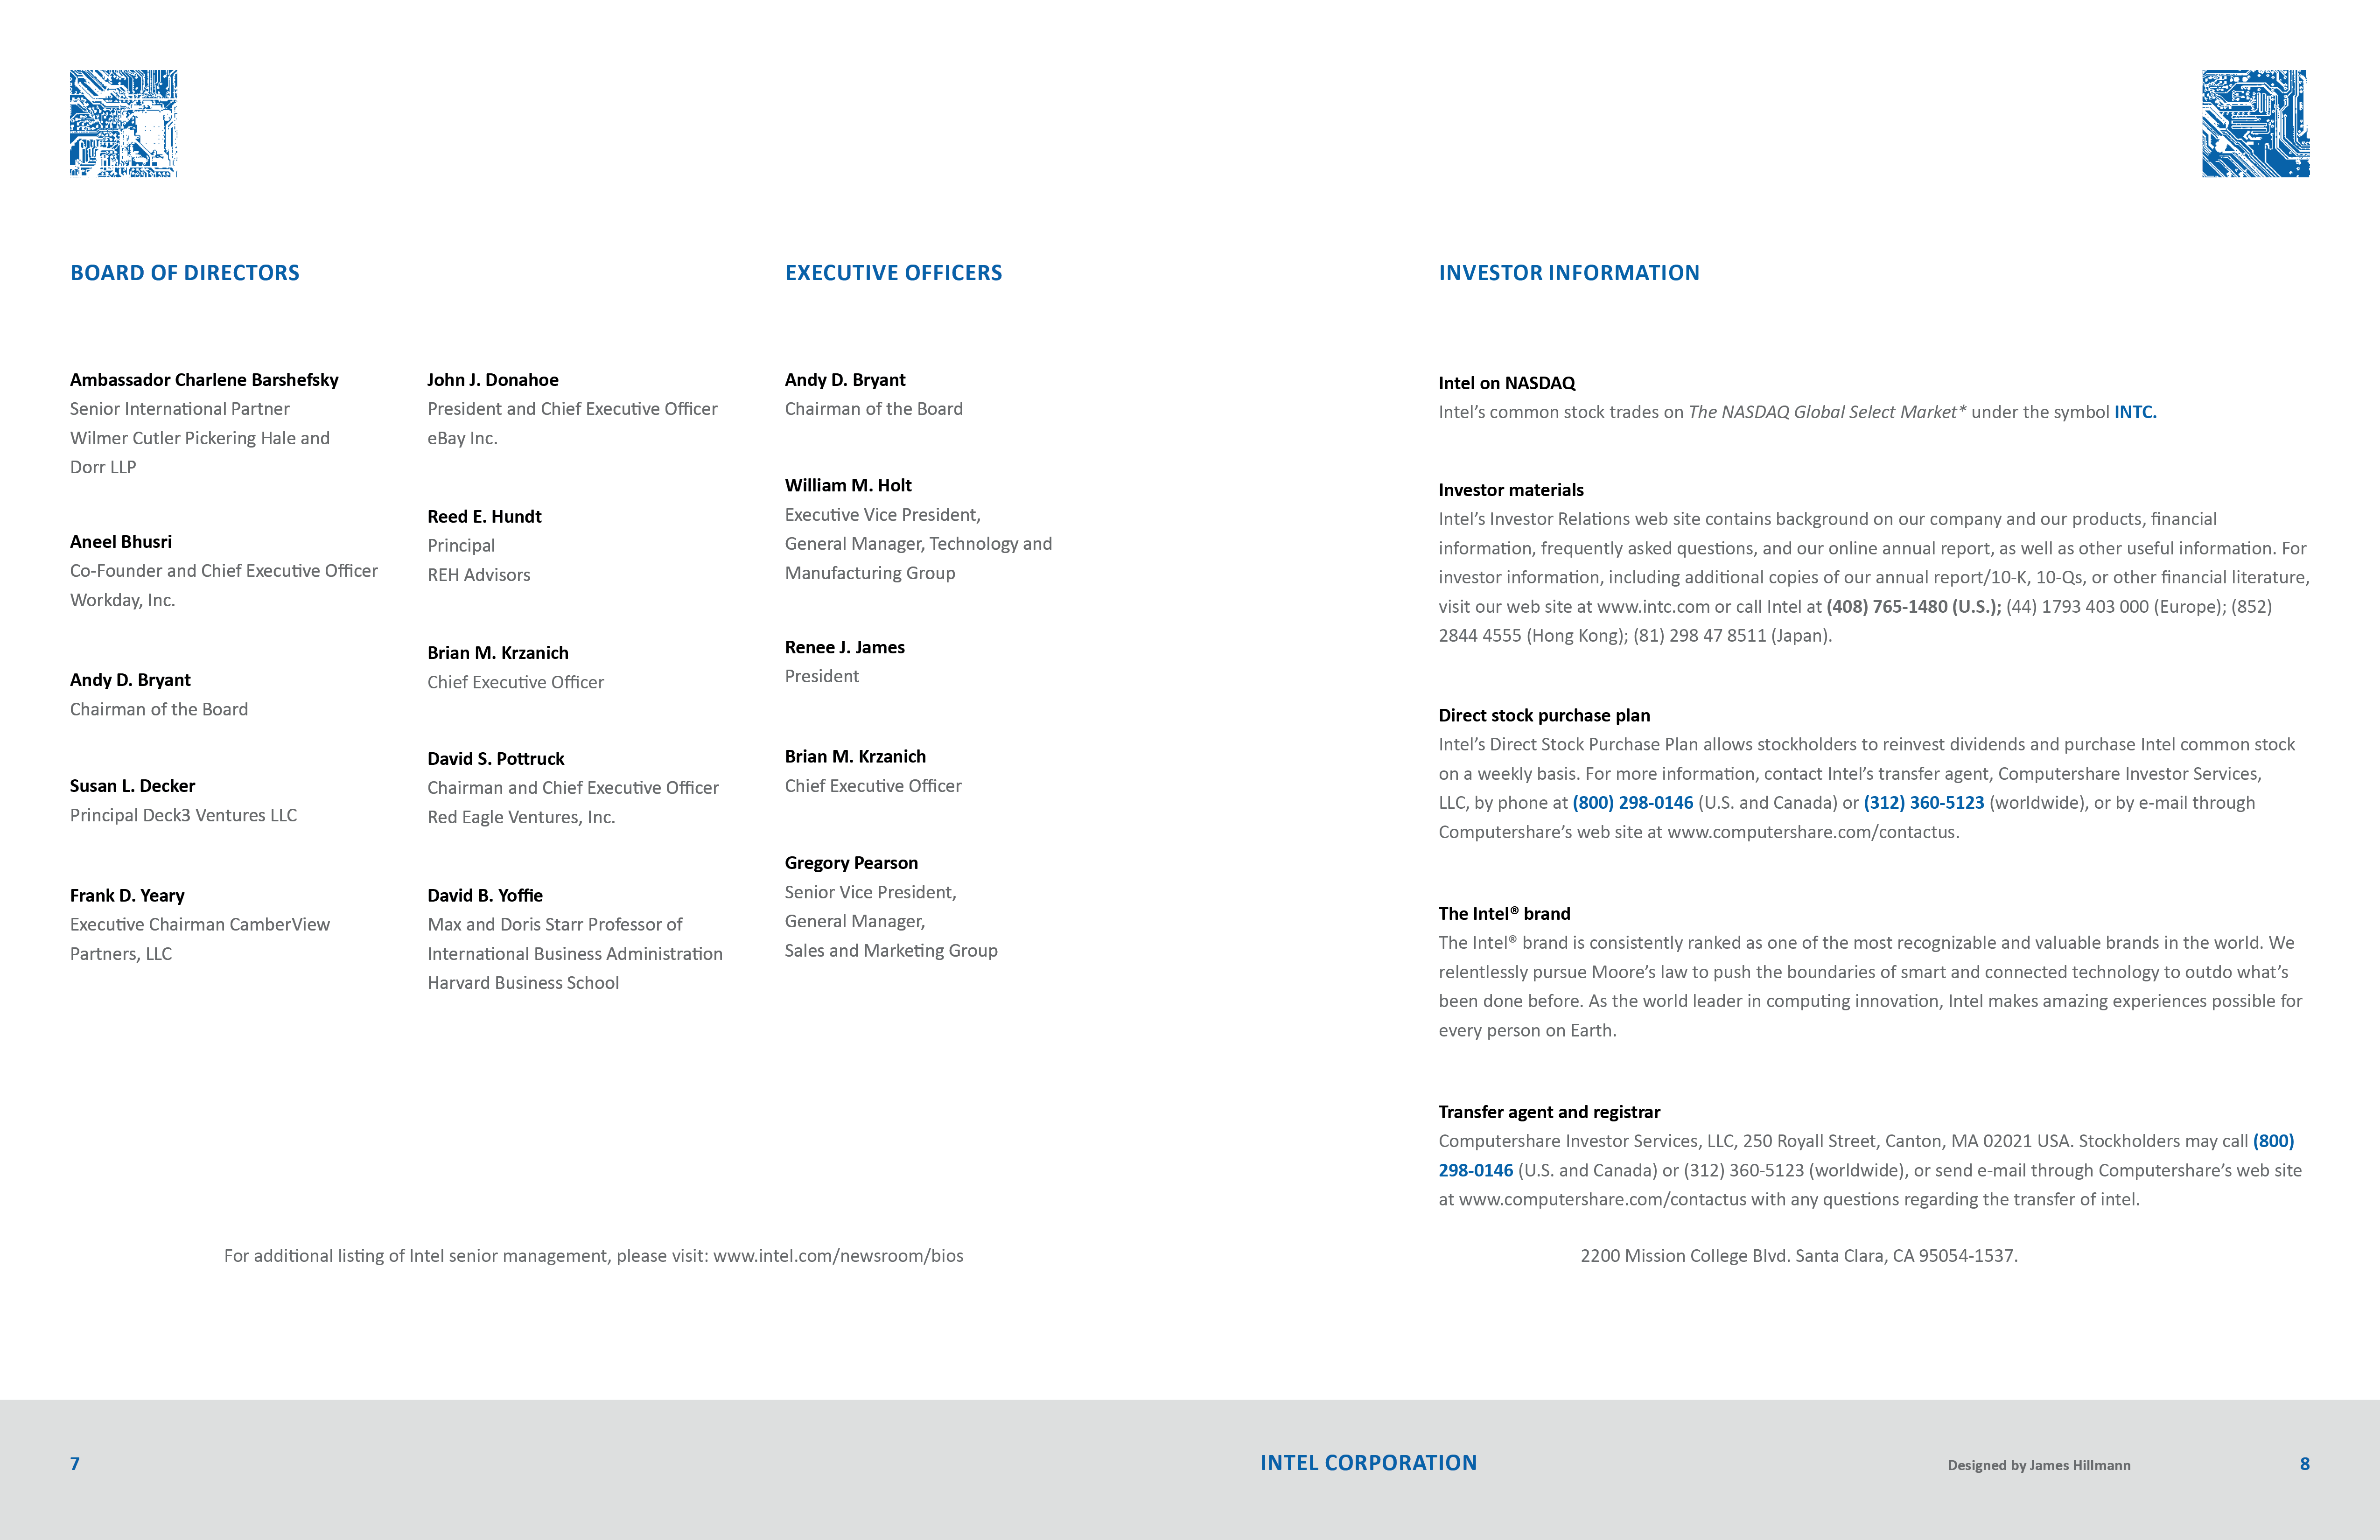 BOARD OF DIRECTORS
Ambassador Charlene Barshefsky
Senior International Partner
Wilmer Cutler Pickering Hale and
Dorr LLP
Aneel Bhusri
Co-Founder and Chief Executive Officer
Workday, Inc.
Andy D. Bryant
Chairman of the Board
Susan L. Decker
Principal Deck3 Ventures LLC
Frank D. Yeary
Executive Chairman CamberView
Partners, LLC
John J. Donahoe
President and Chief Executive Officer
eBay Inc.
Reed E. Hundt
Principal
REH Advisors
Brian M. Krzanich
Chief Executive Officer
David S. Pottruck
Chairman and Chief Executive Officer
Red Eagle Ventures, Inc.
David B. Yoffie
Max and Doris Starr Professor of
International Business Administration
Harvard Business School
EXECUTIVE OFFICERS
Andy D. Bryant
Chairman of the Board
William M. Holt
Executive Vice President,
General Manager, Technology and
Manufacturing Group
Renee J. James
President
Brian M. Krzanich
Chief Executive Officer
Gregory Pearson
Senior Vice President,
General Manager,
Sales and Marketing Group
For additional listing of Intel senior management, please visit: www.intel.com/newsroom/bios
INVESTOR INFORMATION
Intel on NASDAQ
Intel's common stock trades on The NASDAQ Global Select Market* under the symbol INTC.
Investor materials
Intel's Investor Relations web site contains background on our company and our products, financial
information, frequently asked questions, and our online annual report, as well as other useful information. For
investor information, including additional copies of our annual report/10-K, 10-Qs, or other financial literature,
visit our web site at www.intc.com or call Intel at (408) 765-1480 (U.S.); (44) 1793 403 000 (Europe); (852)
2844 4555 (Hong Kong); (81) 298 47 8511 (Japan).
Direct stock purchase plan
Intel's Direct Stock Purchase Plan allows stockholders to reinvest dividends and purchase Intel common stock
on a weekly basis. For more information, contact Intel's transfer agent, Computershare Investor Services,
LLC, by phone at (800) 298-0146 (U.S. and Canada) or (312) 360-5123 (worldwide), or by e-mail through
Computershare's web site at www.computershare.com/contactus.
The Intel® brand
The Intel® brand is consistently ranked as one of the most recognizable and valuable brands in the world. We
relentlessly pursue Moore's law to push the boundaries of smart and connected technology to outdo what's
been done before. As the world leader in computing innovation, Intel makes amazing experiences possible for
every person on Earth.
Transfer agent and registrar
Computershare Investor Services, LLC, 250 Royall Street, Canton, MA 02021 USA. Stockholders may call (800)
298-0146 (U.S. and Canada) or (312) 360-5123 (worldwide), or send e-mail through Computershare's web site
at www.computershare.com/contactus with any questions regarding the transfer of intel.
2200 Mission College Blvd. Santa Clara, CA 95054-1537.
7
INTEL CORPORATION
Designed by James Hillmann
8